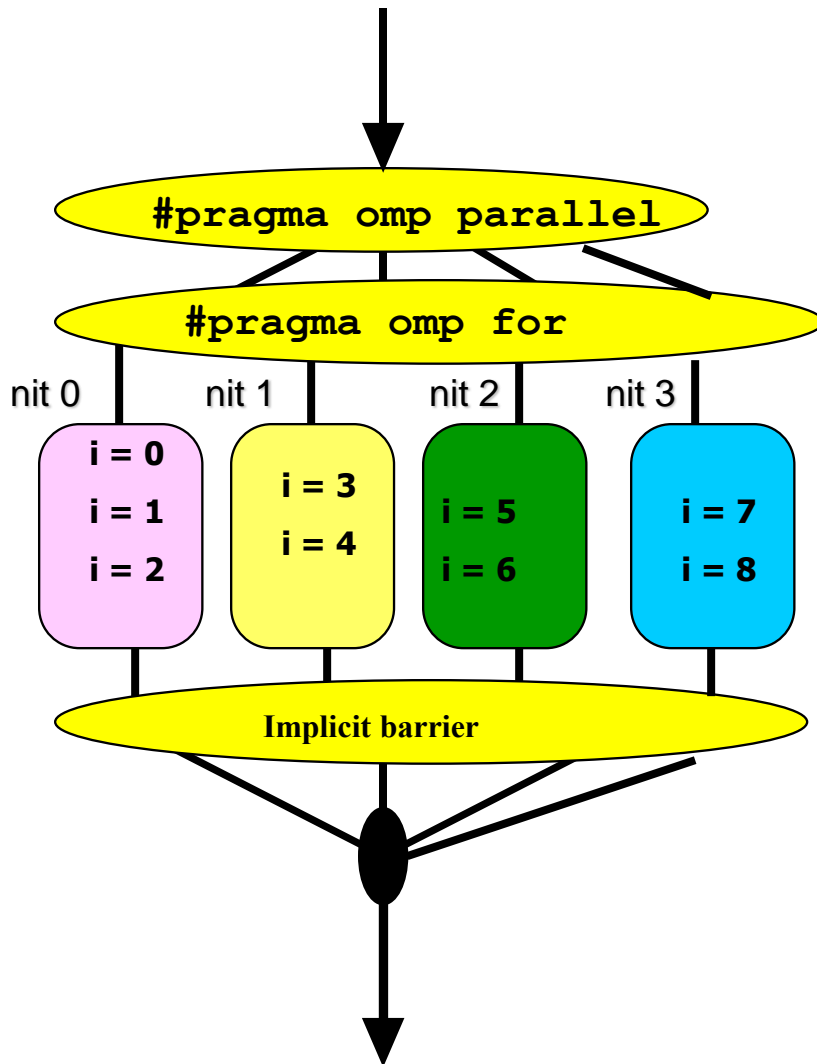 #pragma omp parallel
#pragma omp for
nit 0
nit 1
nit 2
nit 3
i = 0
i = 1
i = 2
i = 3
i = 4
i = 5
i = 6
i = 7
i = 8
Implicit barrier